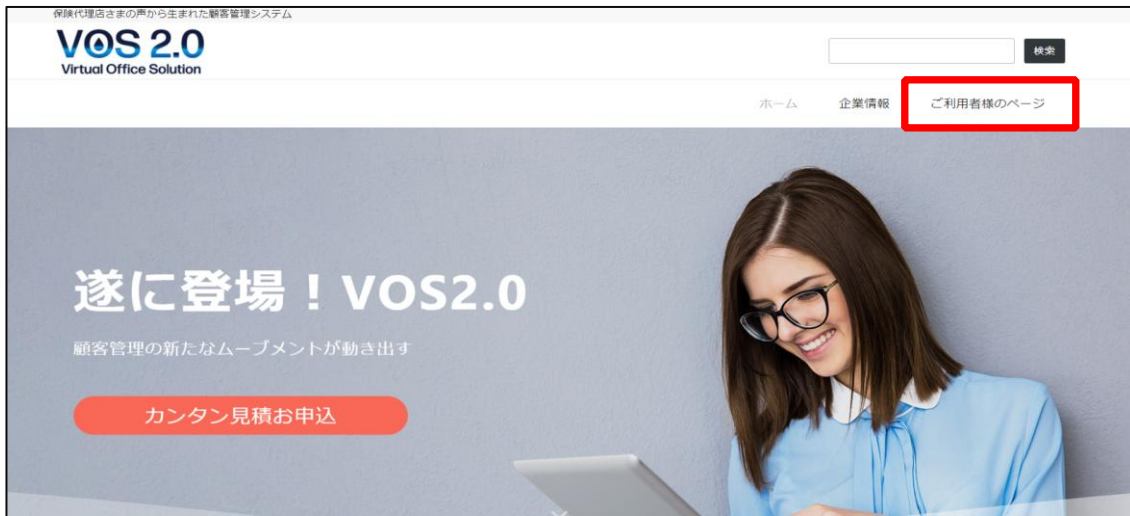 保険代理店さまの声から生まれた顧客管理システム
VOS 2.0
Virtual Office Solution
検索
ホーム 企業情報 ご利用者様のページ
遂に登場！VOS2.0
顧客管理の新たなムーブメントが動き出す
カンタン見積お申込